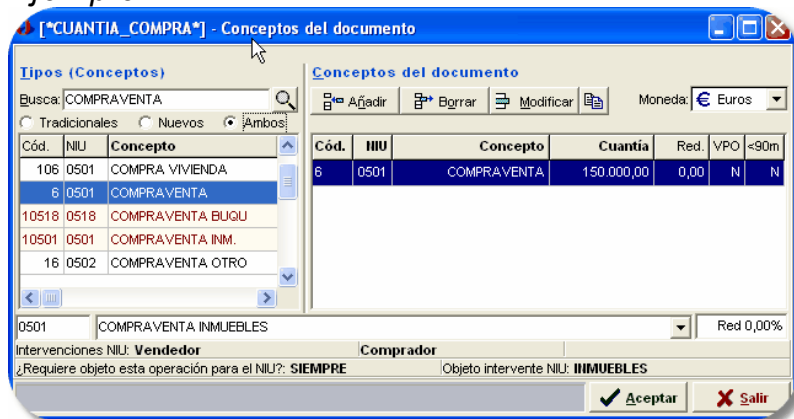 [*CUANTIA_COMPRA*] - Conceptos del documento
Tipos (Conceptos)
Busca: COMPRAVENTA
Tradicionales Nuevos Ambos
Cód. NIU Concepto
106 0501 COMPRA VIVIENDA
6 0501 COMPRAVENTA
10518 0518 COMPRAVENTA BUQU
10501 0501 COMPRAVENTA INM.
16 0502 COMPRAVENTA OTRO
Conceptos del documento
Añadir Borrar Modificar Moneda: € Euros
Cód. NIU Concepto Cuantía Red. VPO <90m
6 0501 COMPRAVENTA 150.000,00 0,00 N N
0501 COMPRAVENTA INMUEBLES Red 0,00%
Intervenciones NIU: Vendedor Comprador
¿Requiere objeto esta operación para el NIU?: SIEMPRE Objeto interviene NIU: INMUEBLES
Aceptar Salir